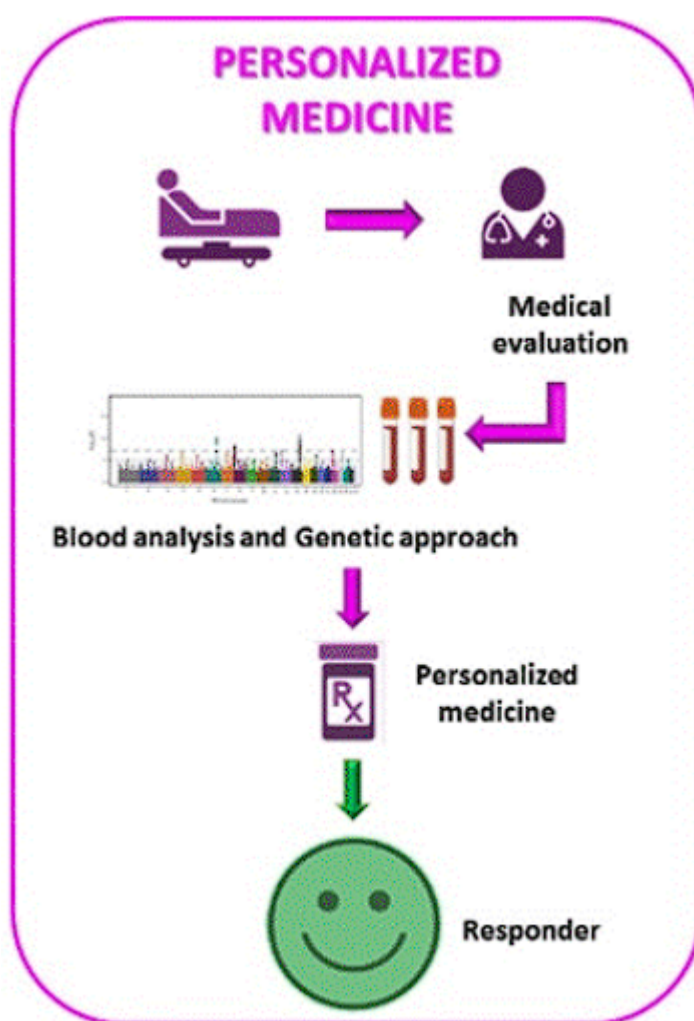 PERSONALIZED
MEDICINE
Medical
evaluation
Blood analysis and Genetic approach
Rx
Personalized
medicine
Responder